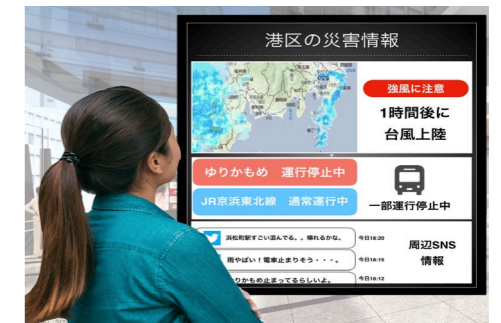 港区の災害情報
強風に注意
1時間後に
台風上陸
ゆりかもめ 運行停止中
JR京浜東北線 通常運行中
一部運行停止中
浜松町駅すごい混んでる。。帰れるかな。
今日18:20
雨やばい！電車止まりそう・・・。
今日18:15
りかもめ止まってるらしいよ。
今日18:12
周辺SNS
情報